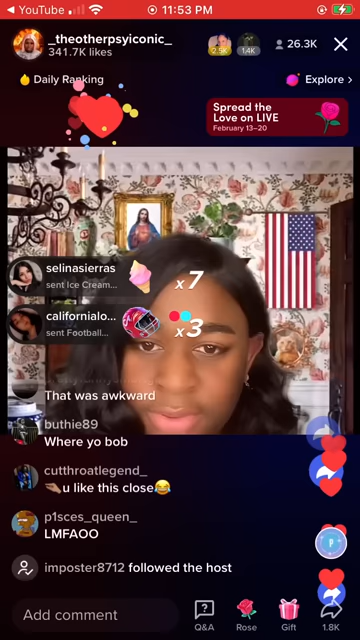 YouTube
11:53 PM
_theotherpsyiconic_
341.7K likes
2.5K
1.4K
26.3K
Daily Ranking
Explore
Spread the
Love on LIVE
February 13–20
selinasierras
sent Ice Cream...
x7
californialo...
sent Football...
x3
That was awkward
buthie89
Where yo bob
cutthroatlegend_
🤏🏽u like this close😂
p1sces_queen_
LMFAOO
imposter8712 followed the host
P
Add comment
Q&A
Rose
Gift
1.8K